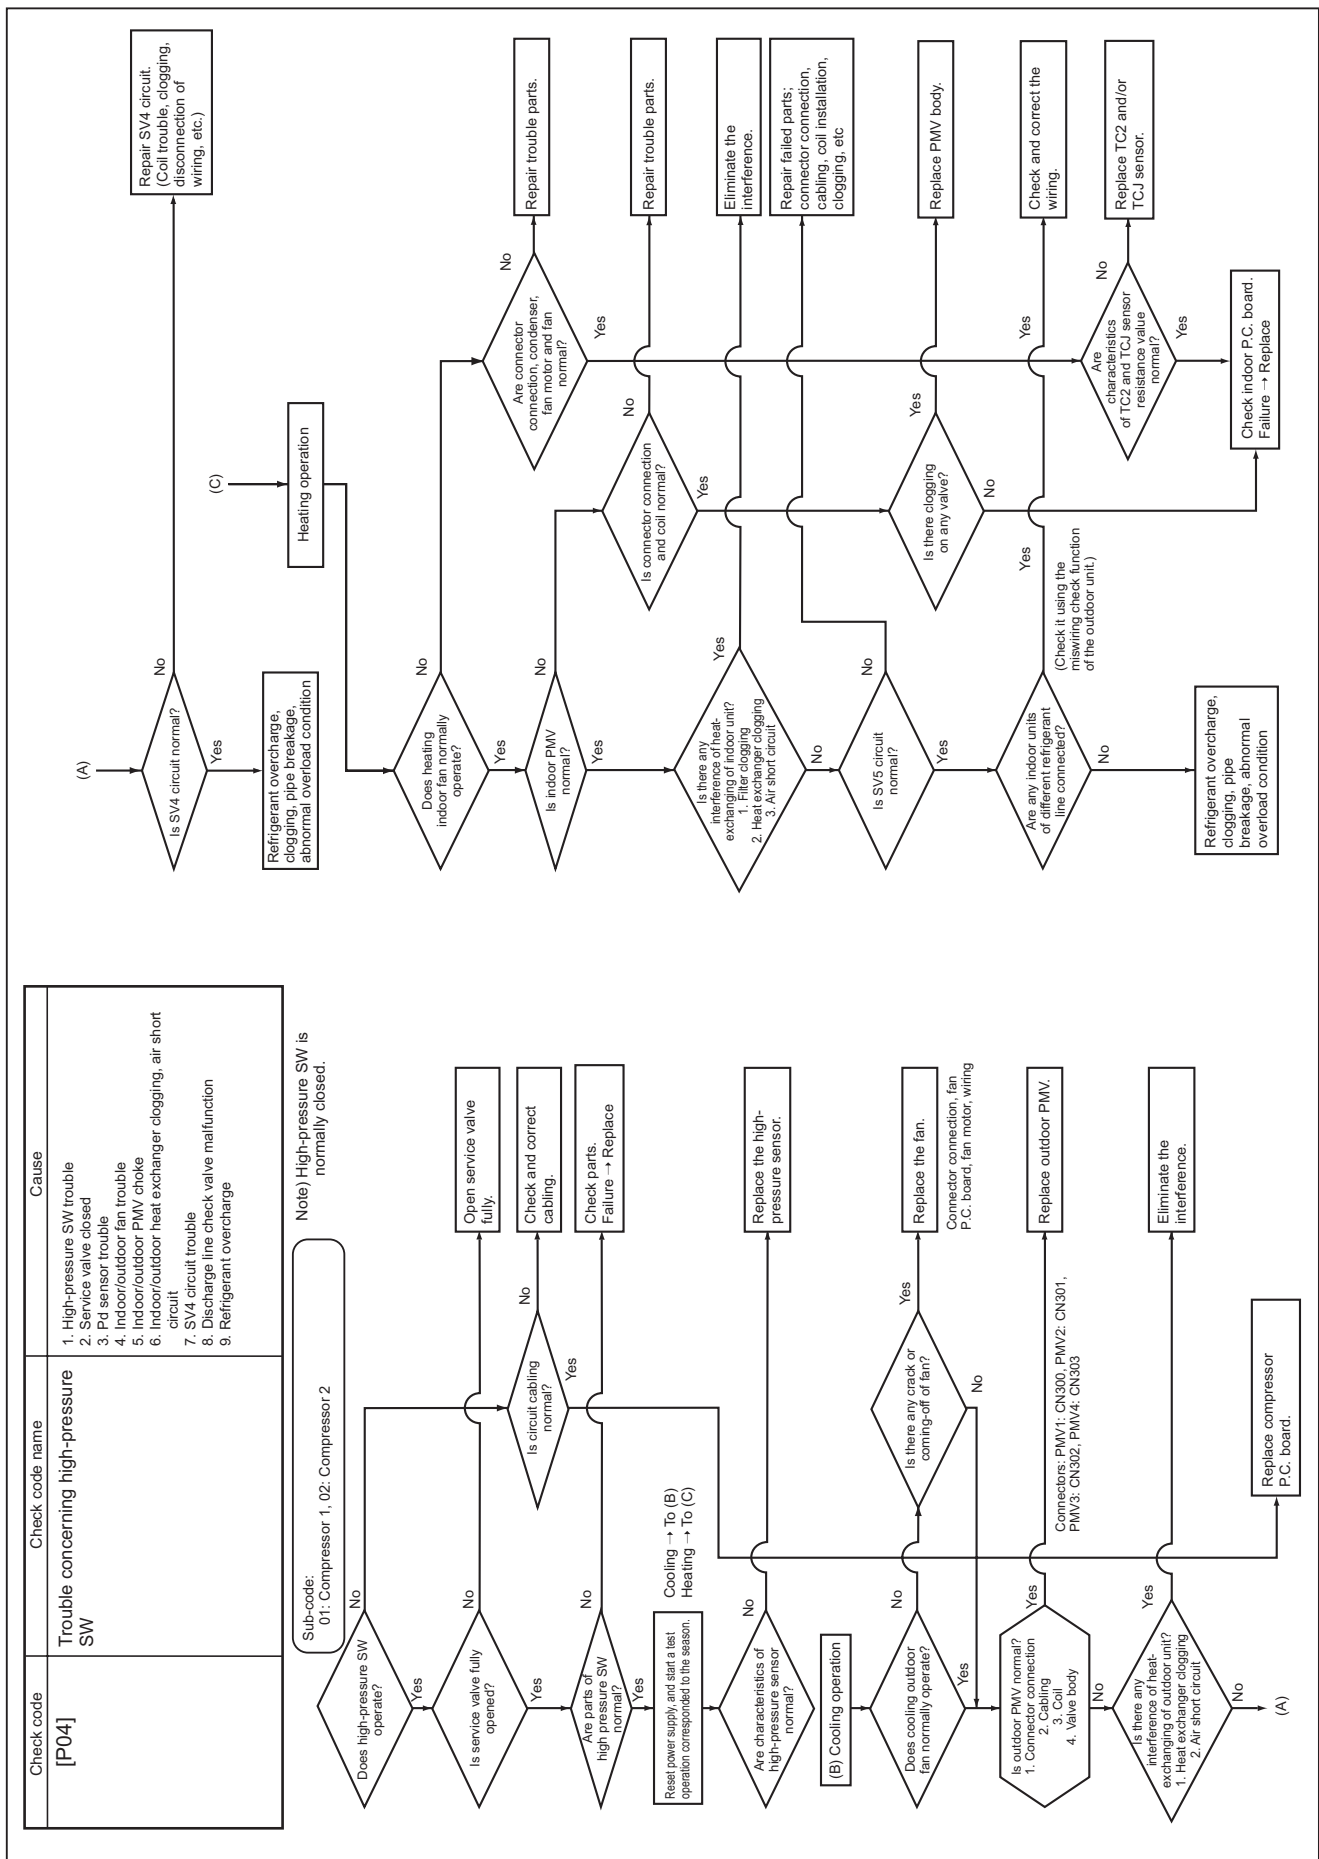 Check code
Check code name
Cause
[P04]
Trouble concerning high-pressure
SW
1. High-pressure SW trouble
2. Service valve closed
3. Pd sensor trouble
4. Indoor/outdoor fan trouble
5. Indoor/outdoor PMV choke
6. Indoor/outdoor heat exchanger clogging, air short
circuit
7. SV4 circuit trouble
8. Discharge line check valve malfunction
9. Refrigerant overcharge
Sub-code:
01: Compressor 1, 02: Compressor 2
Note) High-pressure SW is
normally closed.
Does high-pressure SW
operate?
No
Yes
Is circuit cabling
normal?
No
Check and correct
cabling.
Yes
Replace compressor
P.C. board.
Is service valve fully
opened?
No
Open service valve
fully.
Yes
Are parts of
high pressure SW
normal?
No
Check parts.
Failure → Replace
Yes
Reset power supply, and start a test
operation corresponded to the season.
Cooling → To (B)
Heating → To (C)
Are characteristics of
high-pressure sensor
normal?
No
Replace the high-
pressure sensor.
(B) Cooling operation
Does cooling outdoor
fan normally operate?
No
Yes
Is there any crack or
coming-off of fan?
Yes
No
Replace the fan.
Connector connection, fan
P.C. board, fan motor, wiring
Is outdoor PMV normal?
1. Connector connection
2. Cabling
3. Coil
4. Valve body
Yes
No
Replace outdoor PMV.
Connectors: PMV1: CN300, PMV2: CN301,
PMV3: CN302, PMV4: CN303
Is there any
interference of heat-
exchanging of outdoor unit?
1. Heat exchanger clogging
2. Air short circuit
Yes
Eliminate the
interference.
No
(A)
(A)
Is SV4 circuit normal?
No
Repair SV4 circuit.
(Coil trouble, clogging,
disconnection of
wiring, etc.)
Yes
Refrigerant overcharge,
clogging, pipe breakage,
abnormal overload condition
(C)
Heating operation
Does heating
indoor fan normally
operate?
No
Yes
Are connector
connection, condenser,
fan motor and fan
normal?
No
Repair trouble parts.
Yes
Is indoor PMV
normal?
No
Yes
Is connector connection
and coil normal?
No
Repair trouble parts.
Yes
Is there any
interference of heat-
exchanging of indoor unit?
1. Filter clogging
2. Heat exchanger clogging
3. Air short circuit
Yes
Eliminate the
interference.
No
Is SV5 circuit
normal?
No
Repair failed parts;
connector connection,
cabling, coil installation,
clogging, etc
Yes
Is there clogging
on any valve?
Yes
Replace PMV body.
No
Are any indoor units
of different refrigerant
line connected?
Yes
(Check it using the
miswiring check function
of the outdoor unit.)
Yes
Check and correct the
wiring.
No
Are
characteristics
of TC2 and TCJ sensor
resistance value
normal?
No
Replace TC2 and/or
TCJ sensor.
Yes
Check indoor P.C. board.
Failure → Replace
Refrigerant overcharge,
clogging, pipe
breakage, abnormal
overload condition